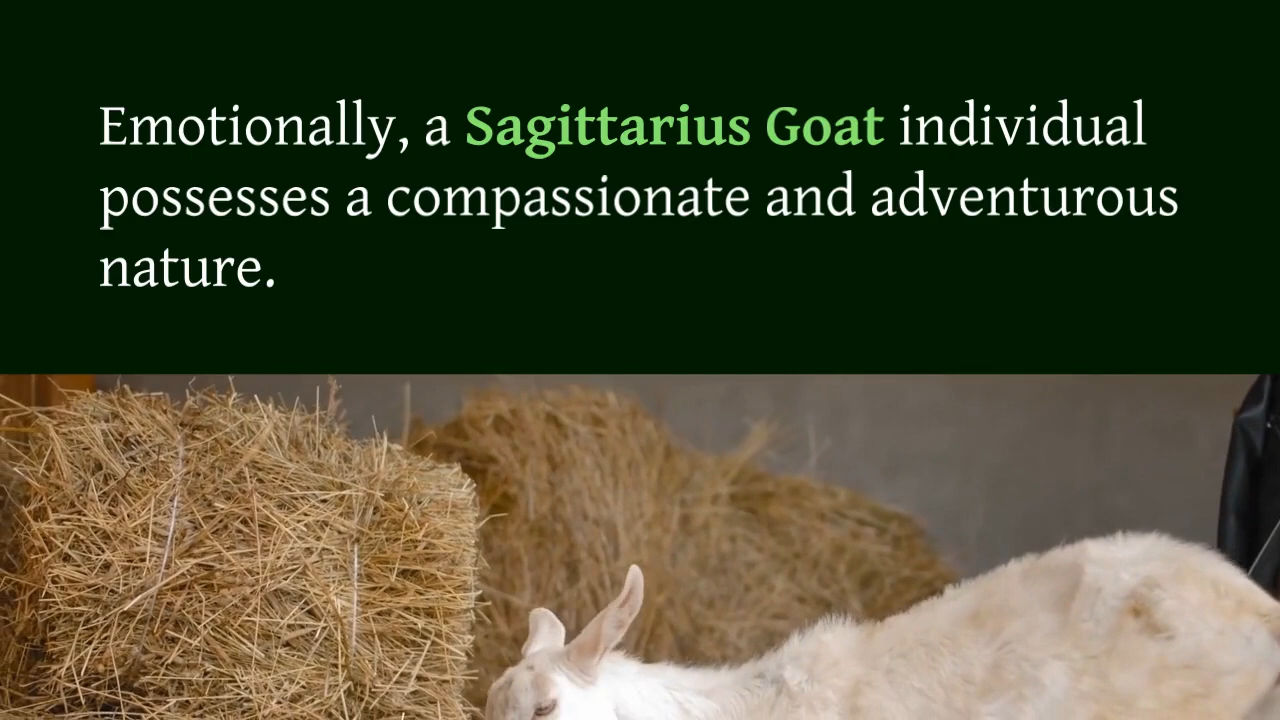 Emotionally, a Sagittarius Goat individual
possesses a compassionate and adventurous
nature.